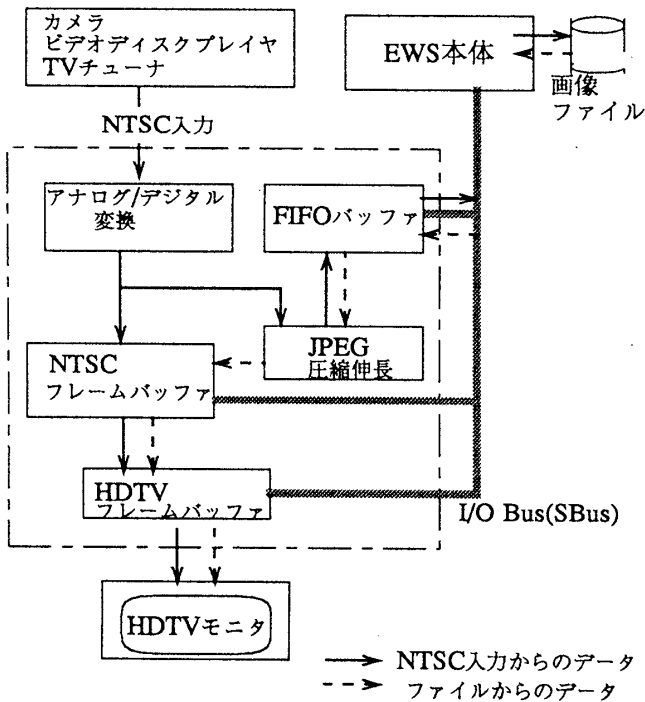 カメラ
ビデオディスクプレイヤ
TVチューナ
EWS本体
画像
ファイル
NTSC入力
アナログ/デジタル
変換
FIFOバッファ
JPEG
圧縮伸長
NTSC
フレームバッファ
HDTV
フレームバッファ
I/O Bus(SBus)
HDTVモニタ
NTSC入力からのデータ
ファイルからのデータ